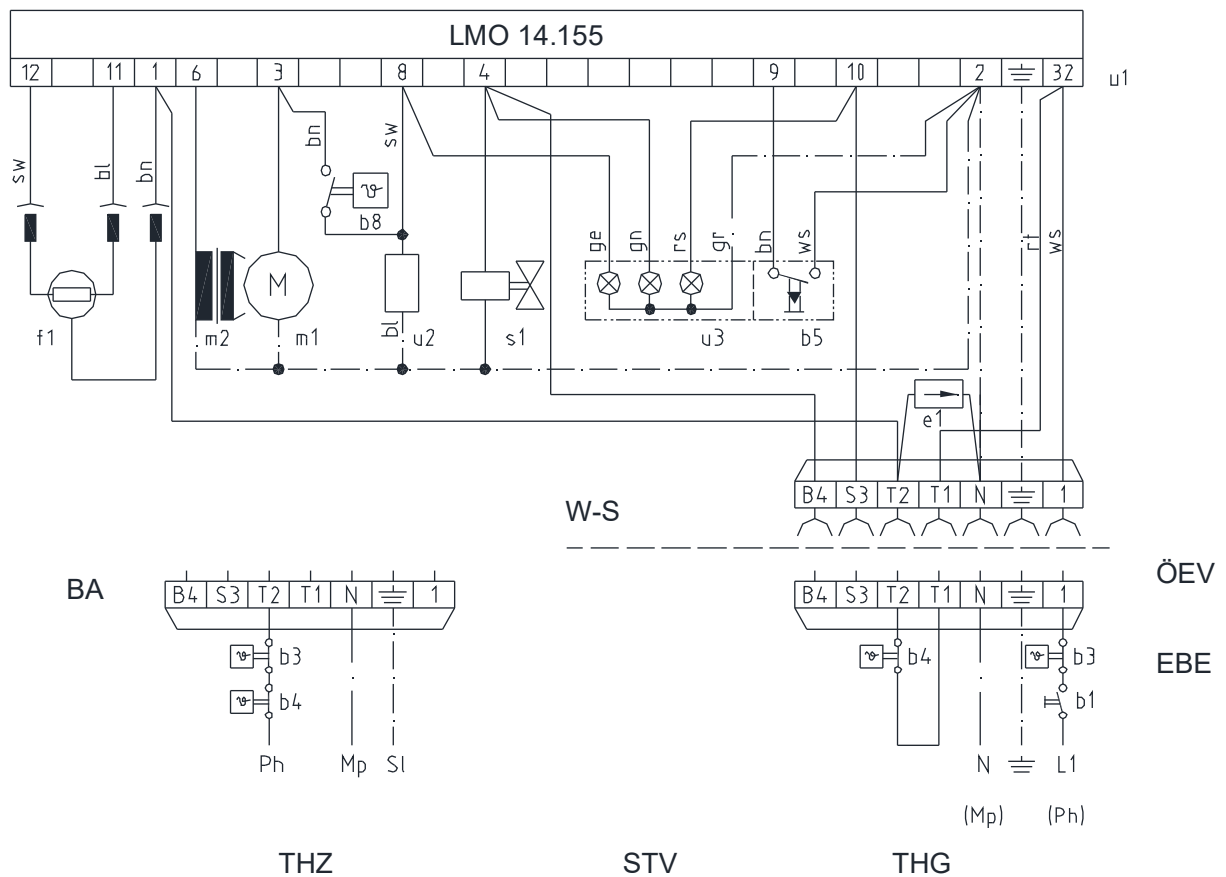 LMO 14.155
12 11 1 6 3 8 4 9 10 2 32 u1
sw bl bn bn sw
ϑ
b8
ge gn rs gr bn ws rt ws
M
f1 m2 m1 bl u2 s1 u3 b5
e1
B4 S3 T2 T1 N 1
W-S
ÖEV
BA B4 S3 T2 T1 N 1
B4 S3 T2 T1 N 1
ϑ b3
ϑ b4
ϑ b4
ϑ b3
EBE
b1
Ph Mp Sl
N L1
(Mp) (Ph)
THZ STV THG